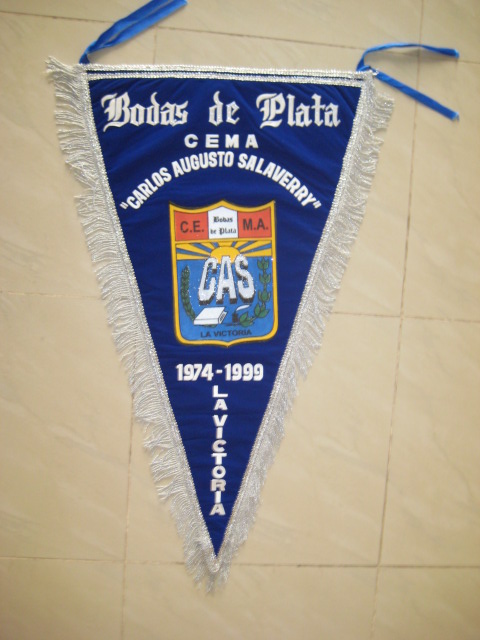 Bodas de Plata
CEMA
"CARLOS AUGUSTO SALAVERRY"
C.E. Bodas M.A.
de Plata
CAS
LA VICTORIA
1974-1999
LA VICTORIA